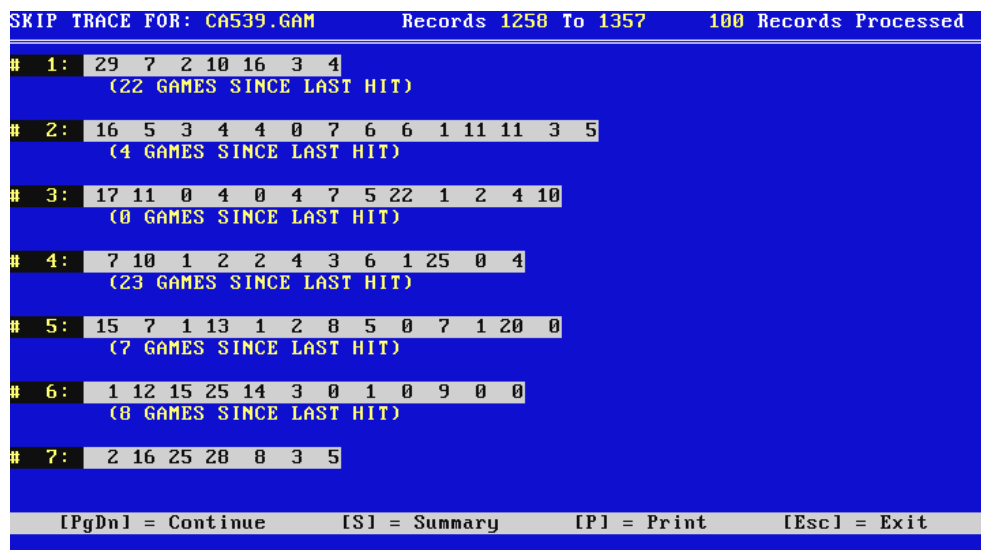 SKIP TRACE FOR: CA539.GAM Records 1258 To 1357 100 Records Processed
# 1: 29 7 2 10 16 3 4
(22 GAMES SINCE LAST HIT)
# 2: 16 5 3 4 4 0 7 6 6 1 11 11 3 5
(4 GAMES SINCE LAST HIT)
# 3: 17 11 0 4 0 4 7 5 22 1 2 4 10
(0 GAMES SINCE LAST HIT)
# 4: 7 10 1 2 2 4 3 6 1 25 0 4
(23 GAMES SINCE LAST HIT)
# 5: 15 7 1 13 1 2 8 5 0 7 1 20 0
(7 GAMES SINCE LAST HIT)
# 6: 1 12 15 25 14 3 0 1 0 9 0 0
(8 GAMES SINCE LAST HIT)
# 7: 2 16 25 28 8 3 5
[PgDn] = Continue [S] = Summary [P] = Print [Esc] = Exit